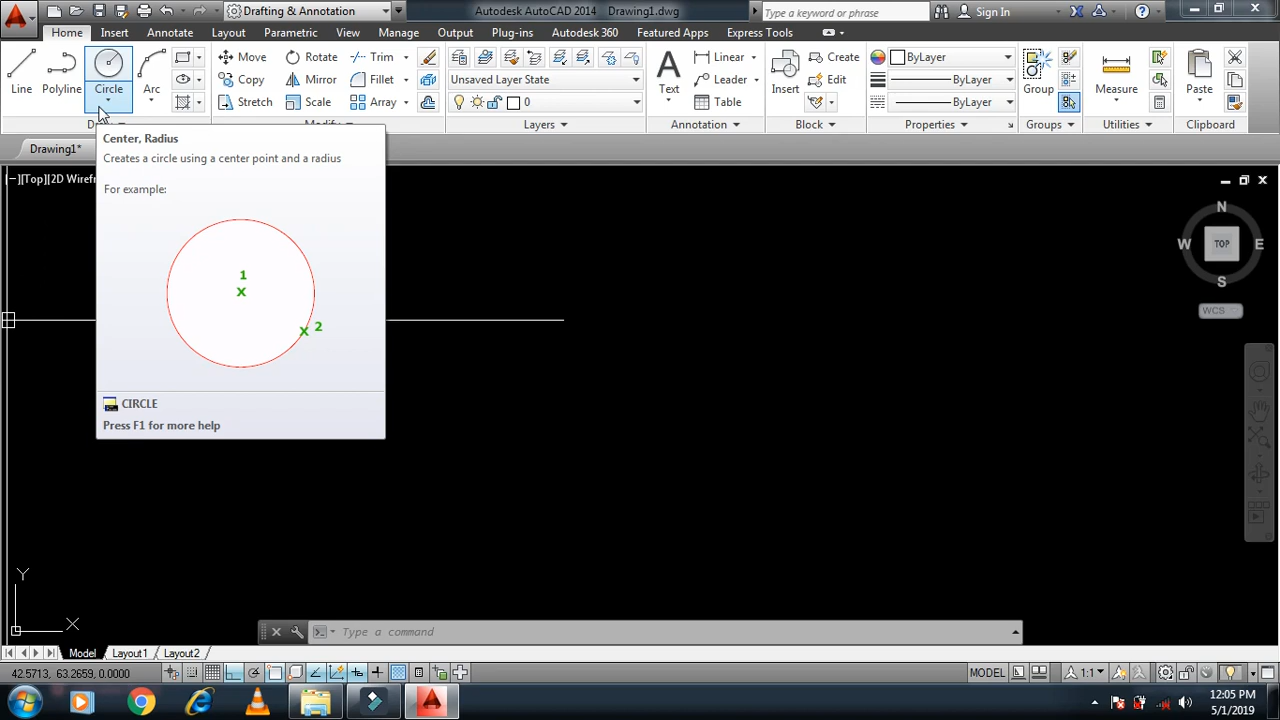 Drafting & Annotation
Autodesk AutoCAD 2014 Drawing1.dwg
Type a keyword or phrase
Sign In
Home Insert Annotate Layout Parametric View Manage Output Plug-ins Autodesk 360 Featured Apps Express Tools
Line Polyline Circle Arc
Move Rotate Trim
Copy Mirror Fillet
Stretch Scale Array
Modify
Unsaved Layer State
0
Layers
Text
Linear
Leader
Table
Annotation
Insert
Create
Edit
Block
ByLayer
ByLayer
ByLayer
Properties
Group
Groups
Measure
Utilities
Paste
Clipboard
Drawing1*
[−][Top][2D Wirefr
Center, Radius
Creates a circle using a center point and a radius
For example:
1
X
X 2
CIRCLE
Press F1 for more help
N
W TOP E
S
WCS
Y
X
Type a command
Model Layout1 Layout2
42.5713, 63.2659, 0.0000
MODEL
1:1
12:05 PM
5/1/2019